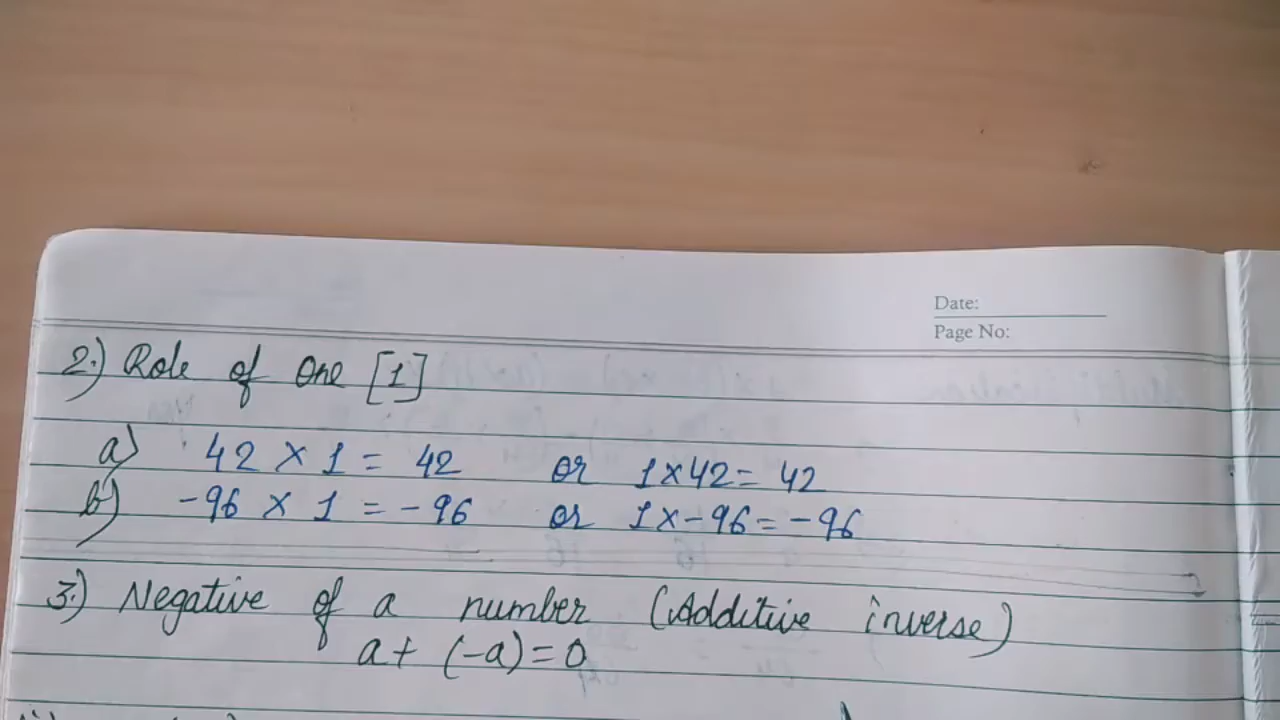 Date:
Page No:
2.) Role of One [1]
a) 42 × 1 = 42 or 1×42= 42
b) -96 × 1 = -96 or 1×-96=-96
3.) Negative of a number (Additive inverse)
a+ (-a)=0